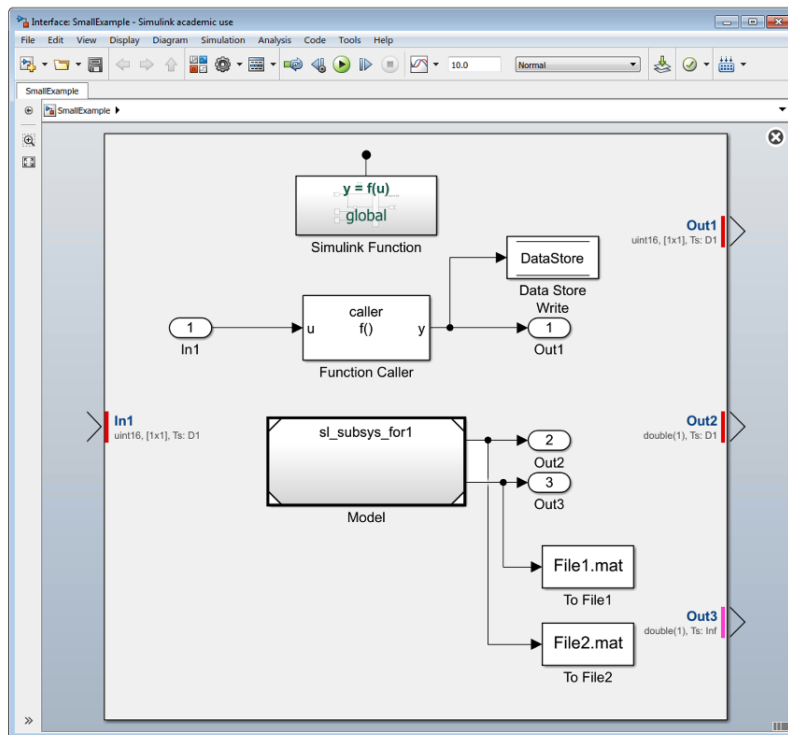 Interface: SmallExample - Simulink academic use
File Edit View Display Diagram Simulation Analysis Code Tools Help
10.0 Normal
SmallExample
SmallExample
y = f(u)
global
Simulink Function
Out1
uint16, [1x1], Ts: D1
DataStore
Data Store
Write
1
In1
caller
u f() y
Function Caller
1
Out1
In1
uint16, [1x1], Ts: D1
sl_subsys_for1
Model
2
Out2
3
Out3
Out2
double(1), Ts: D1
File1.mat
To File1
File2.mat
To File2
Out3
double(1), Ts: Inf